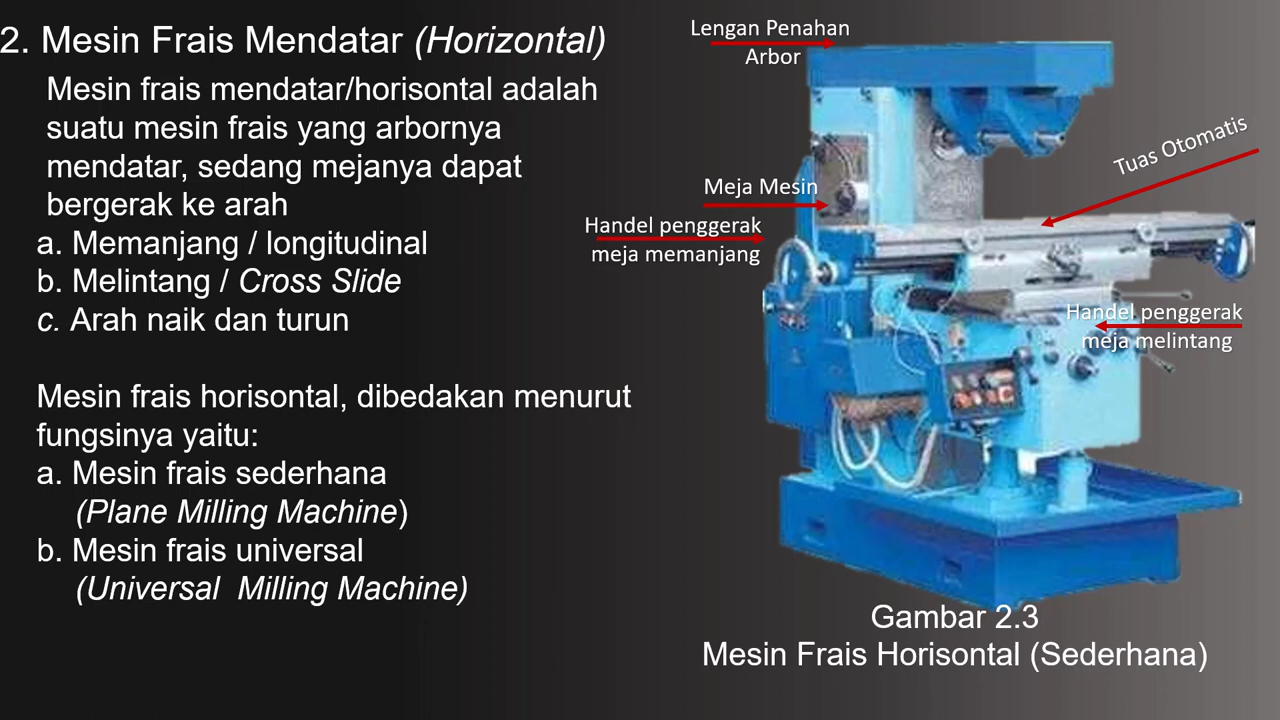 2. Mesin Frais Mendatar (Horizontal)
Mesin frais mendatar/horisontal adalah
suatu mesin frais yang arbornya
mendatar, sedang mejanya dapat
bergerak ke arah
a. Memanjang / longitudinal
b. Melintang / Cross Slide
c. Arah naik dan turun
Mesin frais horisontal, dibedakan menurut
fungsinya yaitu:
a. Mesin frais sederhana
(Plane Milling Machine)
b. Mesin frais universal
(Universal Milling Machine)
Lengan Penahan
Arbor
Tuas Otomatis
Meja Mesin
Handel penggerak
meja memanjang
Handel penggerak
meja melintang
Gambar 2.3
Mesin Frais Horisontal (Sederhana)